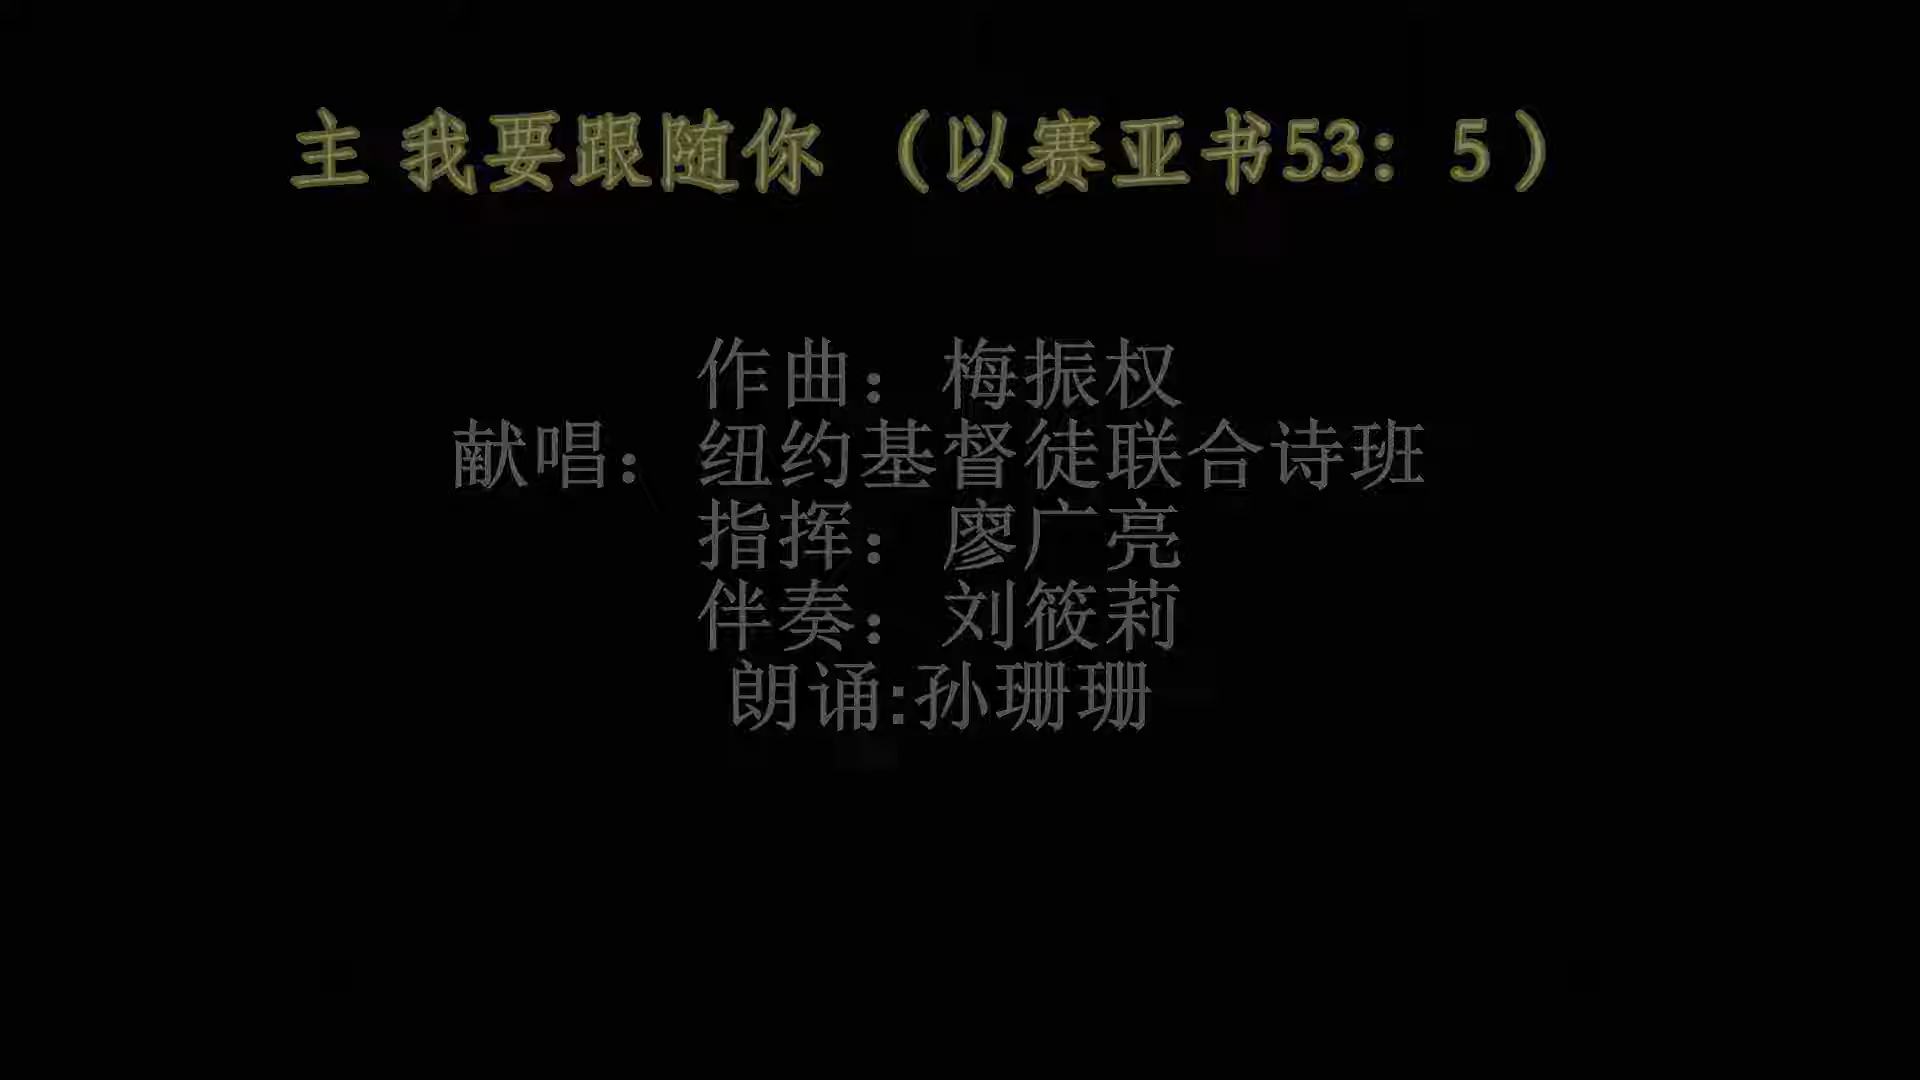 主 我要跟随你 （以赛亚书53：5）
作曲：梅振权
献唱：纽约基督徒联合诗班
指挥：廖广亮
伴奏：刘筱莉
朗诵:孙珊珊